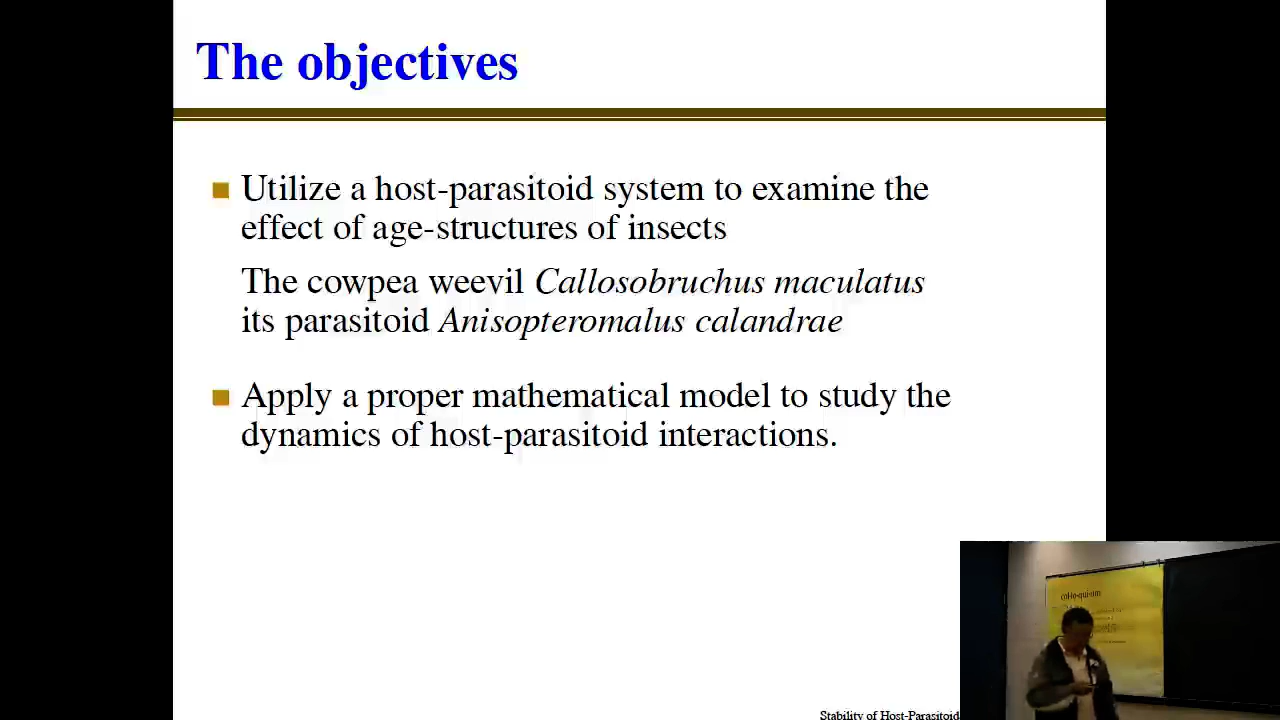 The objectives
Utilize a host-parasitoid system to examine the
effect of age-structures of insects
The cowpea weevil Callosobruchus maculatus
its parasitoid Anisopteromalus calandrae
Apply a proper mathematical model to study the
dynamics of host-parasitoid interactions.
Stability of Host-Parasitoid